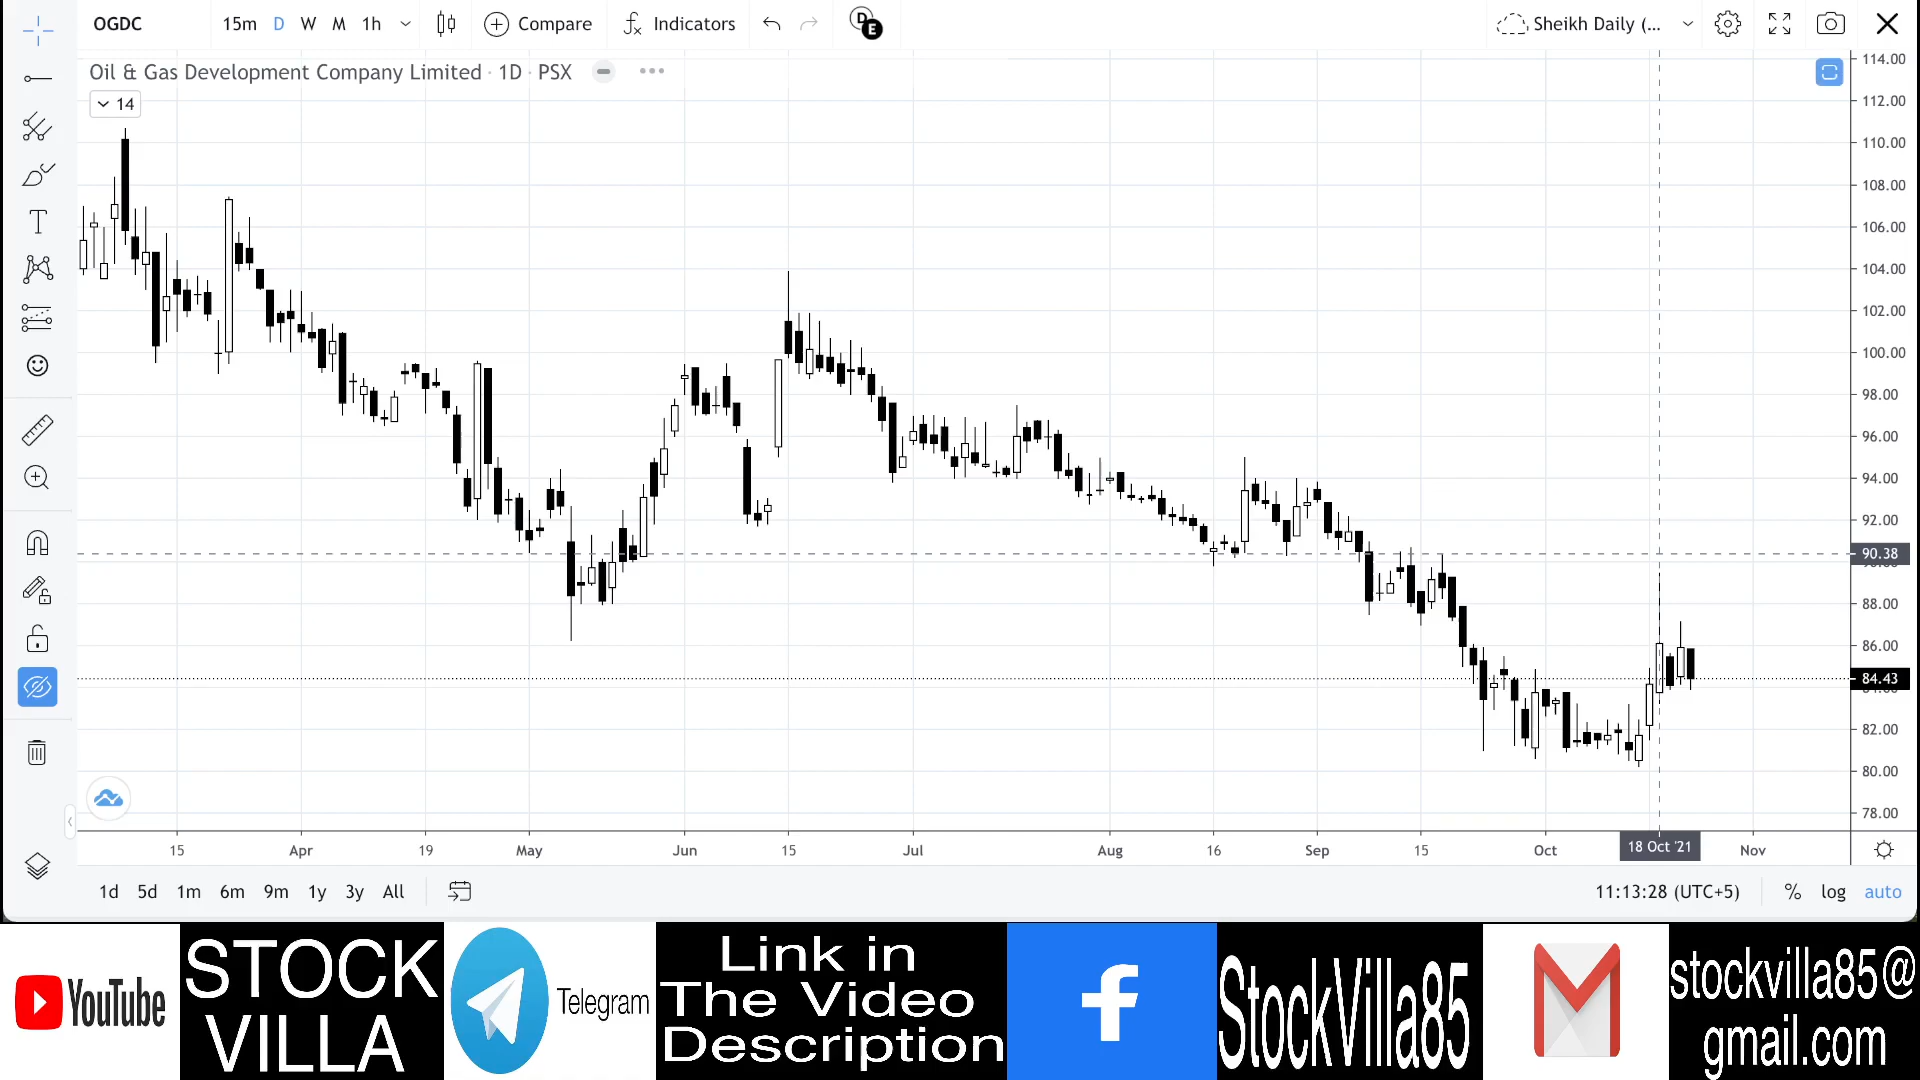 OGDC 15m D W M 1h Compare Indicators D E Sheikh Daily (...
Oil & Gas Development Company Limited · 1D · PSX
14
114.00
112.00
110.00
108.00
106.00
104.00
102.00
100.00
98.00
96.00
94.00
92.00
90.38
88.00
86.00
84.43
82.00
80.00
78.00
15 Apr 19 May Jun 15 Jul Aug 16 Sep 15 Oct 18 Oct '21 Nov
1d 5d 1m 6m 9m 1y 3y All 11:13:28 (UTC+5) % log auto
YouTube
STOCK
VILLA
Telegram
Link in
The Video
Description
StockVilla85
stockvilla85@
gmail.com